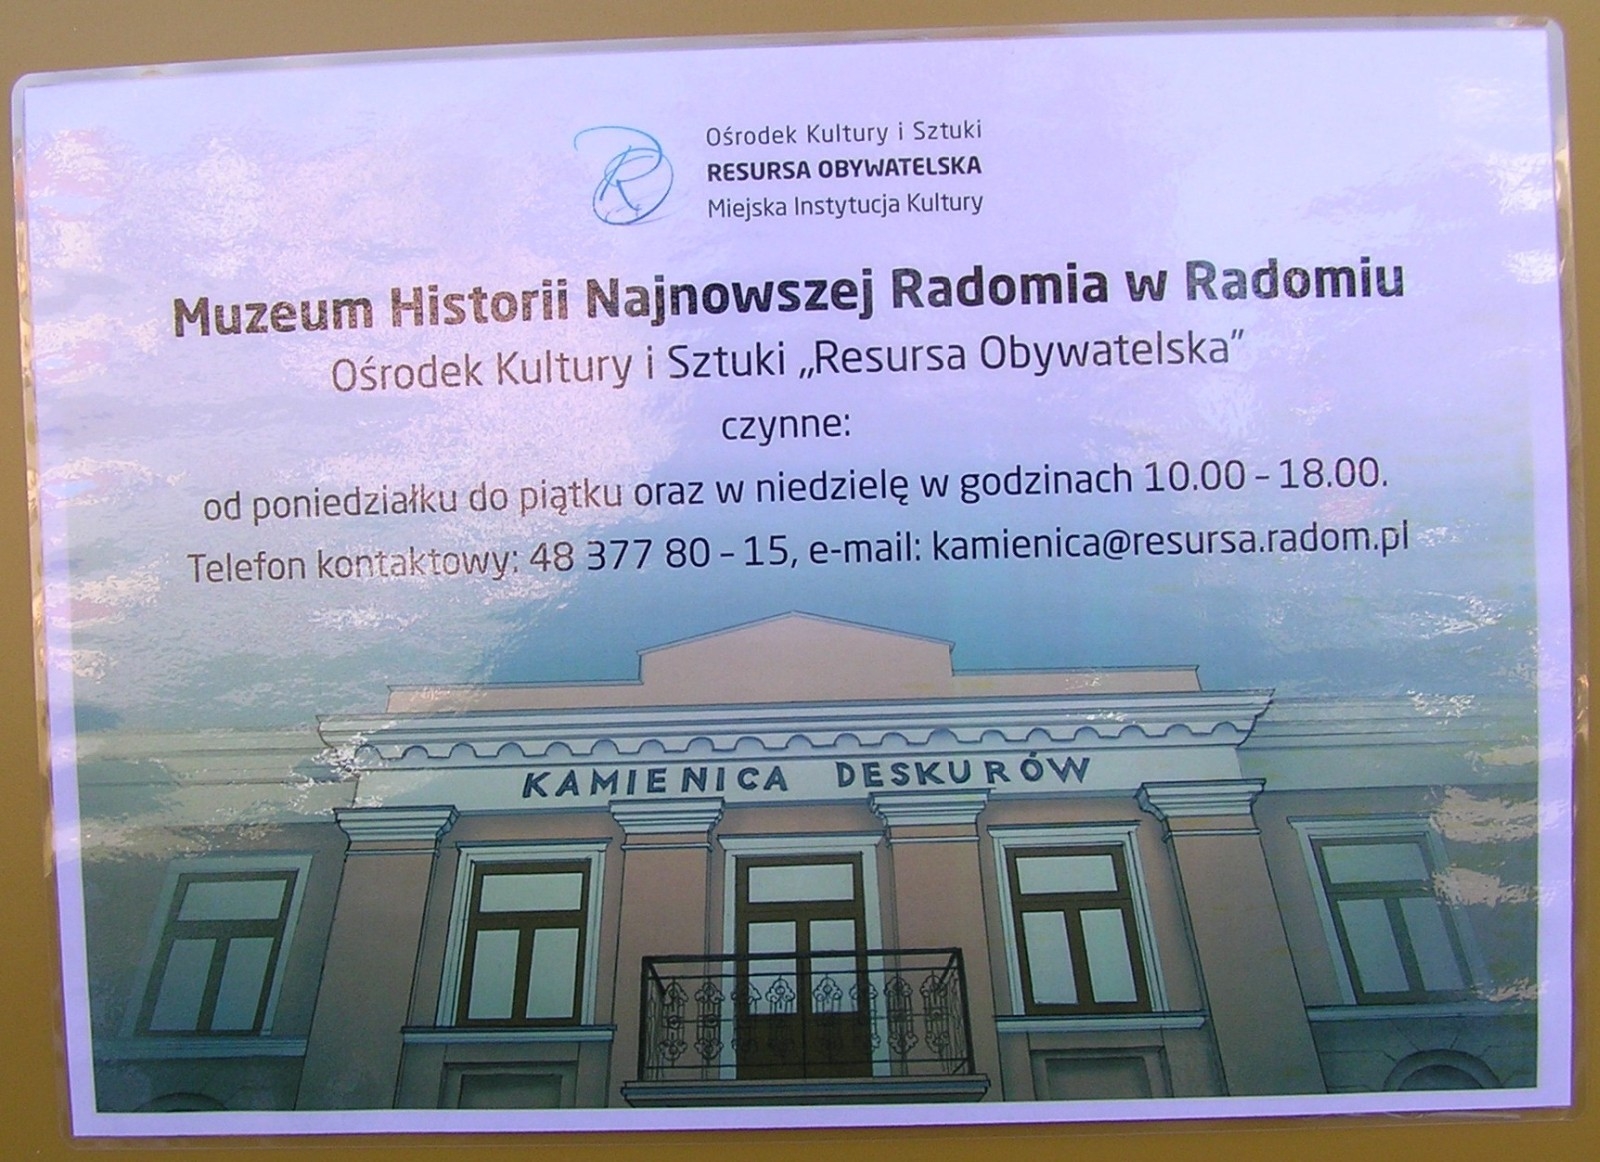 Ośrodek Kultury i Sztuki
RESURSA OBYWATELSKA
Miejska Instytucja Kultury
Muzeum Historii Najnowszej Radomia w Radomiu
Ośrodek Kultury i Sztuki „Resursa Obywatelska”
czynne:
od poniedziałku do piątku oraz w niedzielę w godzinach 10.00 – 18.00.
Telefon kontaktowy: 48 377 80 – 15, e-mail: kamienica@resursa.radom.pl
KAMIENICA DESKURÓW